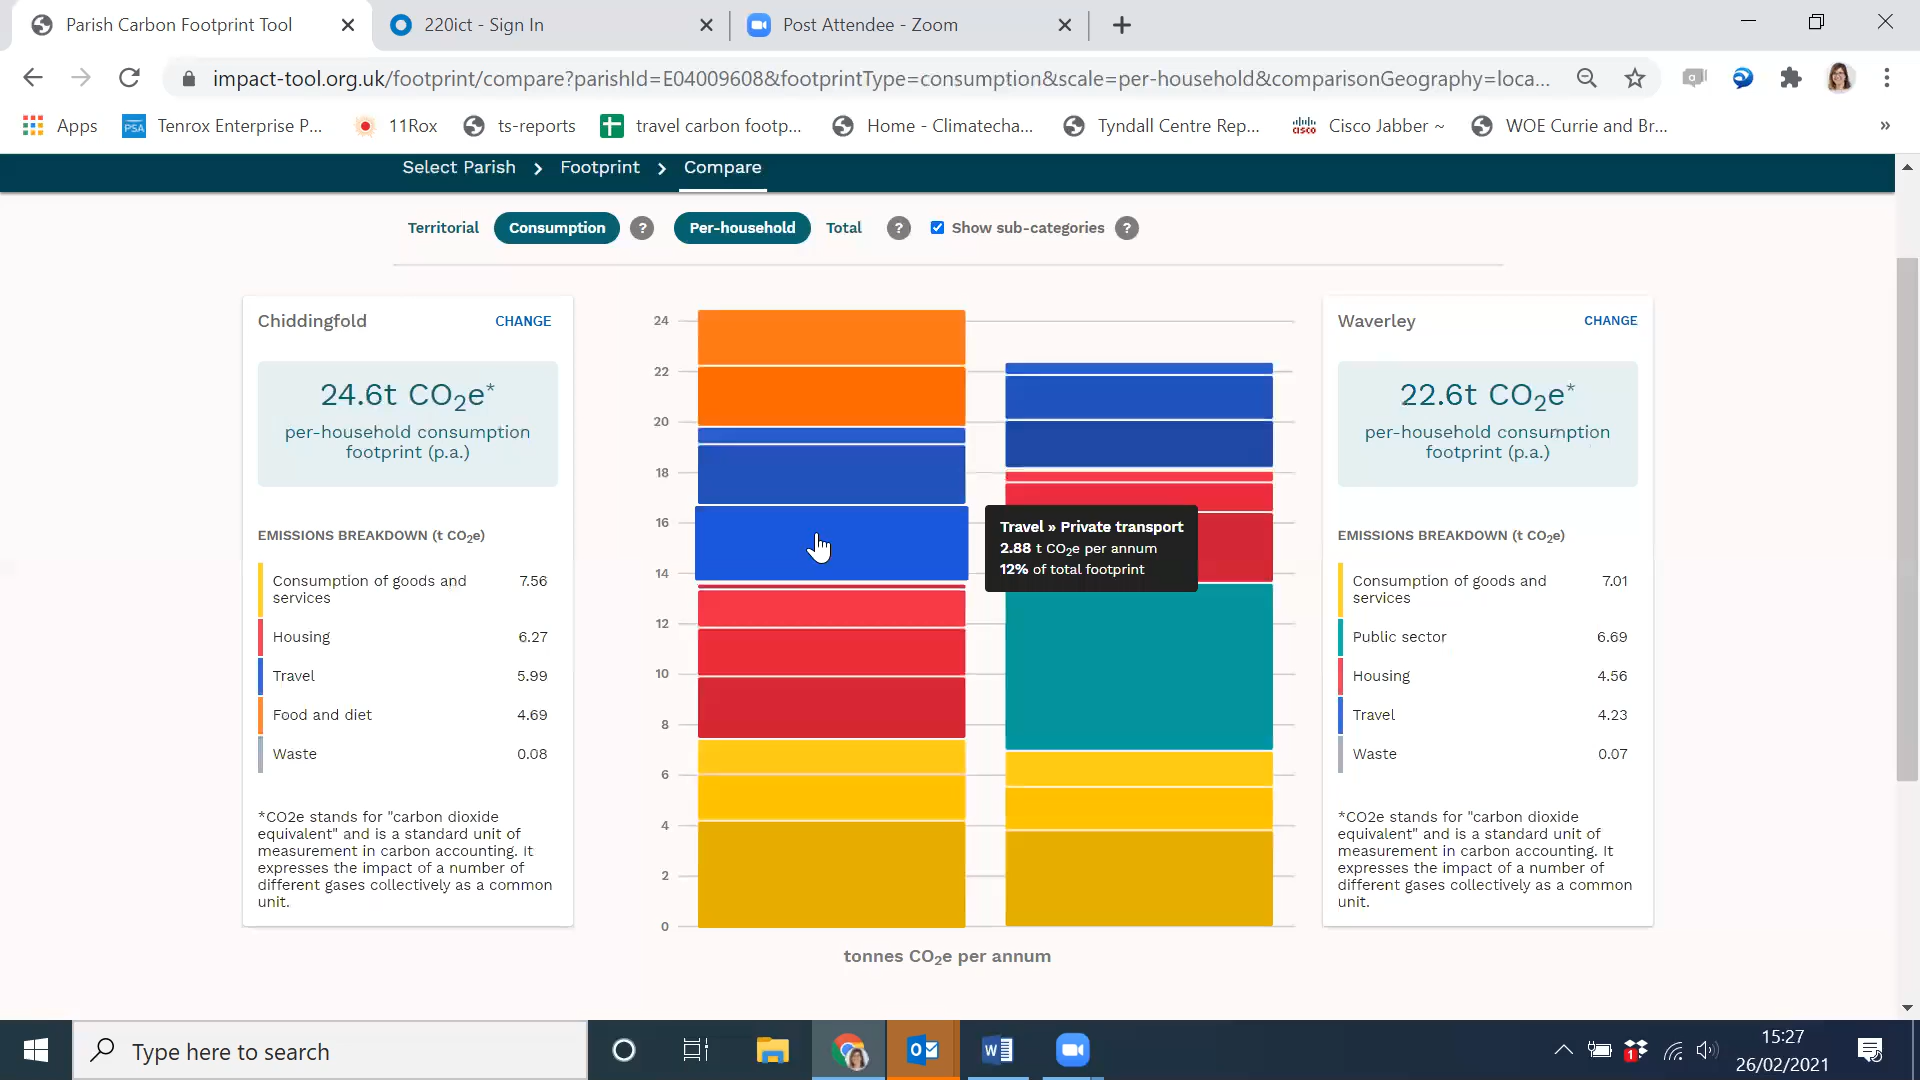 Parish Carbon Footprint Tool
220ict - Sign In
Post Attendee - Zoom
impact-tool.org.uk/footprint/compare?parishId=E04009608&footprintType=consumption&scale=per-household&comparisonGeography=loca...
Apps
PSA
Tenrox Enterprise P...
11Rox
ts-reports
travel carbon footp...
Home - Climatecha...
Tyndall Centre Rep...
CISCO
Cisco Jabber ~
WOE Currie and Br...
»
Select Parish > Footprint > Compare
Territorial Consumption ? Per-household Total ? Show sub-categories ?
Chiddingfold CHANGE
24.6t CO2e*
per-household consumption
footprint (p.a.)
EMISSIONS BREAKDOWN (t CO2e)
Consumption of goods and
services 7.56
Housing 6.27
Travel 5.99
Food and diet 4.69
Waste 0.08
*CO2e stands for "carbon dioxide
equivalent" and is a standard unit of
measurement in carbon accounting. It
expresses the impact of a number of
different gases collectively as a common
unit.
24
22
20
18
16
14
12
10
8
6
4
2
0
Travel » Private transport
2.88 t CO2e per annum
12% of total footprint
tonnes CO2e per annum
Waverley CHANGE
22.6t CO2e*
per-household consumption
footprint (p.a.)
EMISSIONS BREAKDOWN (t CO2e)
Consumption of goods and
services 7.01
Public sector 6.69
Housing 4.56
Travel 4.23
Waste 0.07
*CO2e stands for "carbon dioxide
equivalent" and is a standard unit of
measurement in carbon accounting. It
expresses the impact of a number of
different gases collectively as a common
unit.
Type here to search
1
15:27
26/02/2021